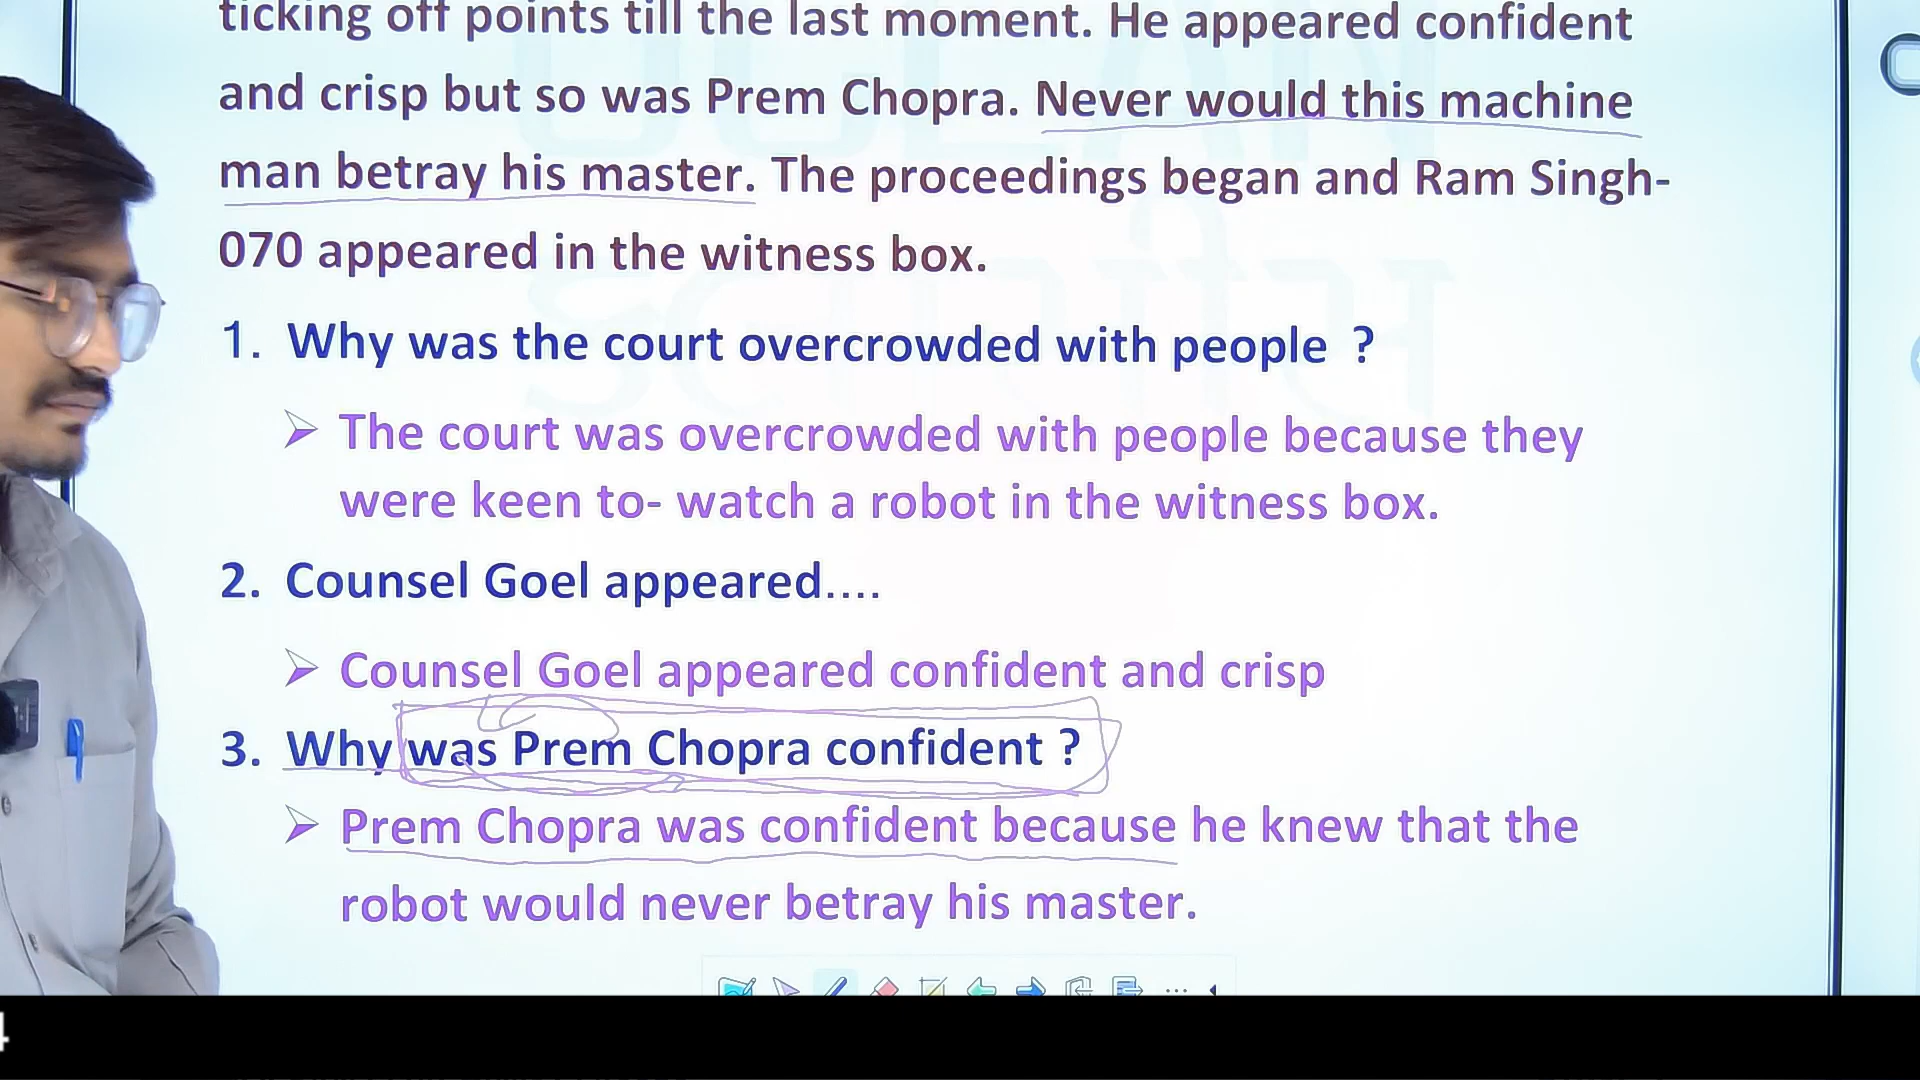 ticking off points till the last moment. He appeared confident
and crisp but so was Prem Chopra. Never would this machine
man betray his master. The proceedings began and Ram Singh-
070 appeared in the witness box.
1. Why was the court overcrowded with people ?
The court was overcrowded with people because they
were keen to- watch a robot in the witness box.
2. Counsel Goel appeared....
Counsel Goel appeared confident and crisp
3. Why was Prem Chopra confident ?
Prem Chopra was confident because he knew that the
robot would never betray his master.